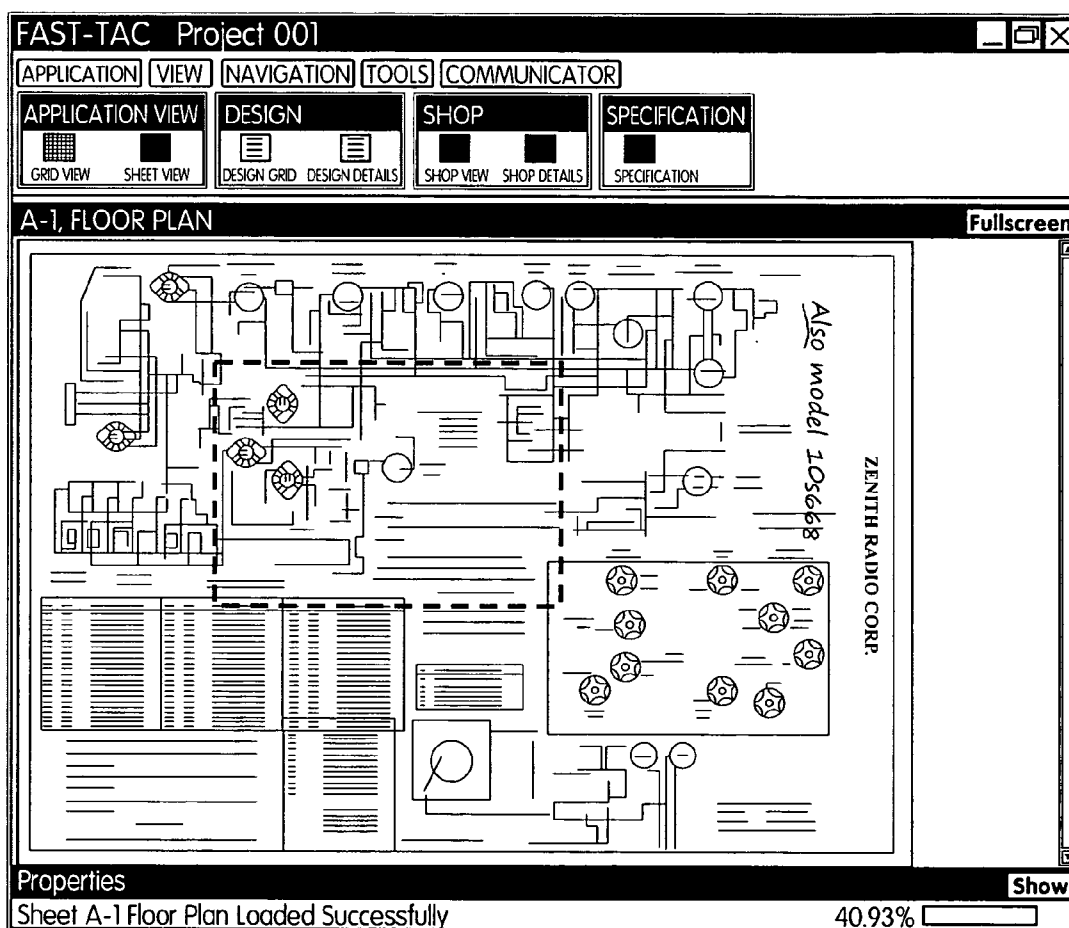 FAST-TAC Project 001
APPLICATION VIEW NAVIGATION TOOLS COMMUNICATOR
APPLICATION VIEW DESIGN SHOP SPECIFICATION
GRID VIEW SHEET VIEW DESIGN GRID DESIGN DETAILS SHOP VIEW SHOP DETAILS SPECIFICATION
A-1, FLOOR PLAN Fullscreen
Also model 10S668
ZENITH RADIO CORP.
Properties Show
Sheet A-1 Floor Plan Loaded Successfully 40.93%